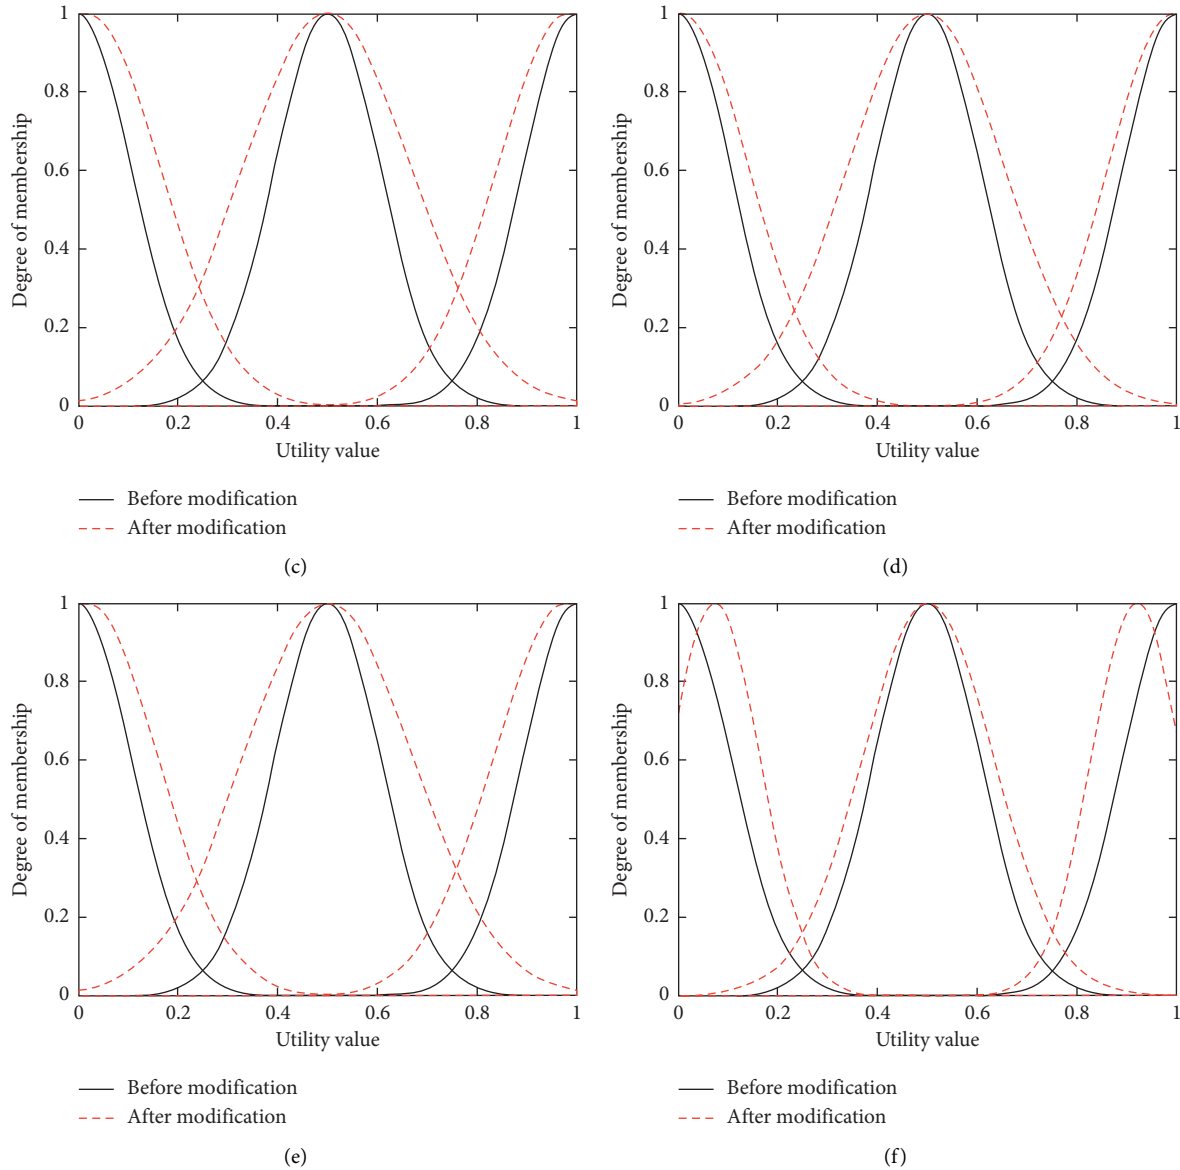 1
0.8
0.6
0.4
0.2
0
Degree of membership
0 0.2 0.4 0.6 0.8 1
Utility value
Before modification
After modification
(c)
1
0.8
0.6
0.4
0.2
0
Degree of membership
0 0.2 0.4 0.6 0.8 1
Utility value
Before modification
After modification
(d)
1
0.8
0.6
0.4
0.2
0
Degree of membership
0 0.2 0.4 0.6 0.8 1
Utility value
Before modification
After modification
(e)
1
0.8
0.6
0.4
0.2
0
Degree of membership
0 0.2 0.4 0.6 0.8 1
Utility value
Before modification
After modification
(f)